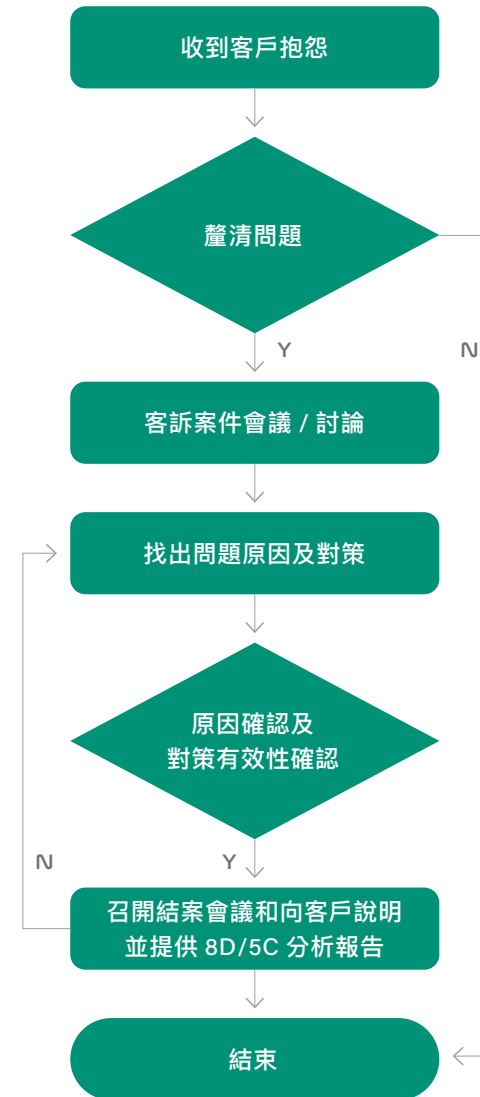 收到客戶抱怨
釐清問題
Y
N
客訴案件會議 / 討論
找出問題原因及對策
原因確認及
對策有效性確認
N
Y
召開結案會議和向客戶說明
並提供 8D/5C 分析報告
結束